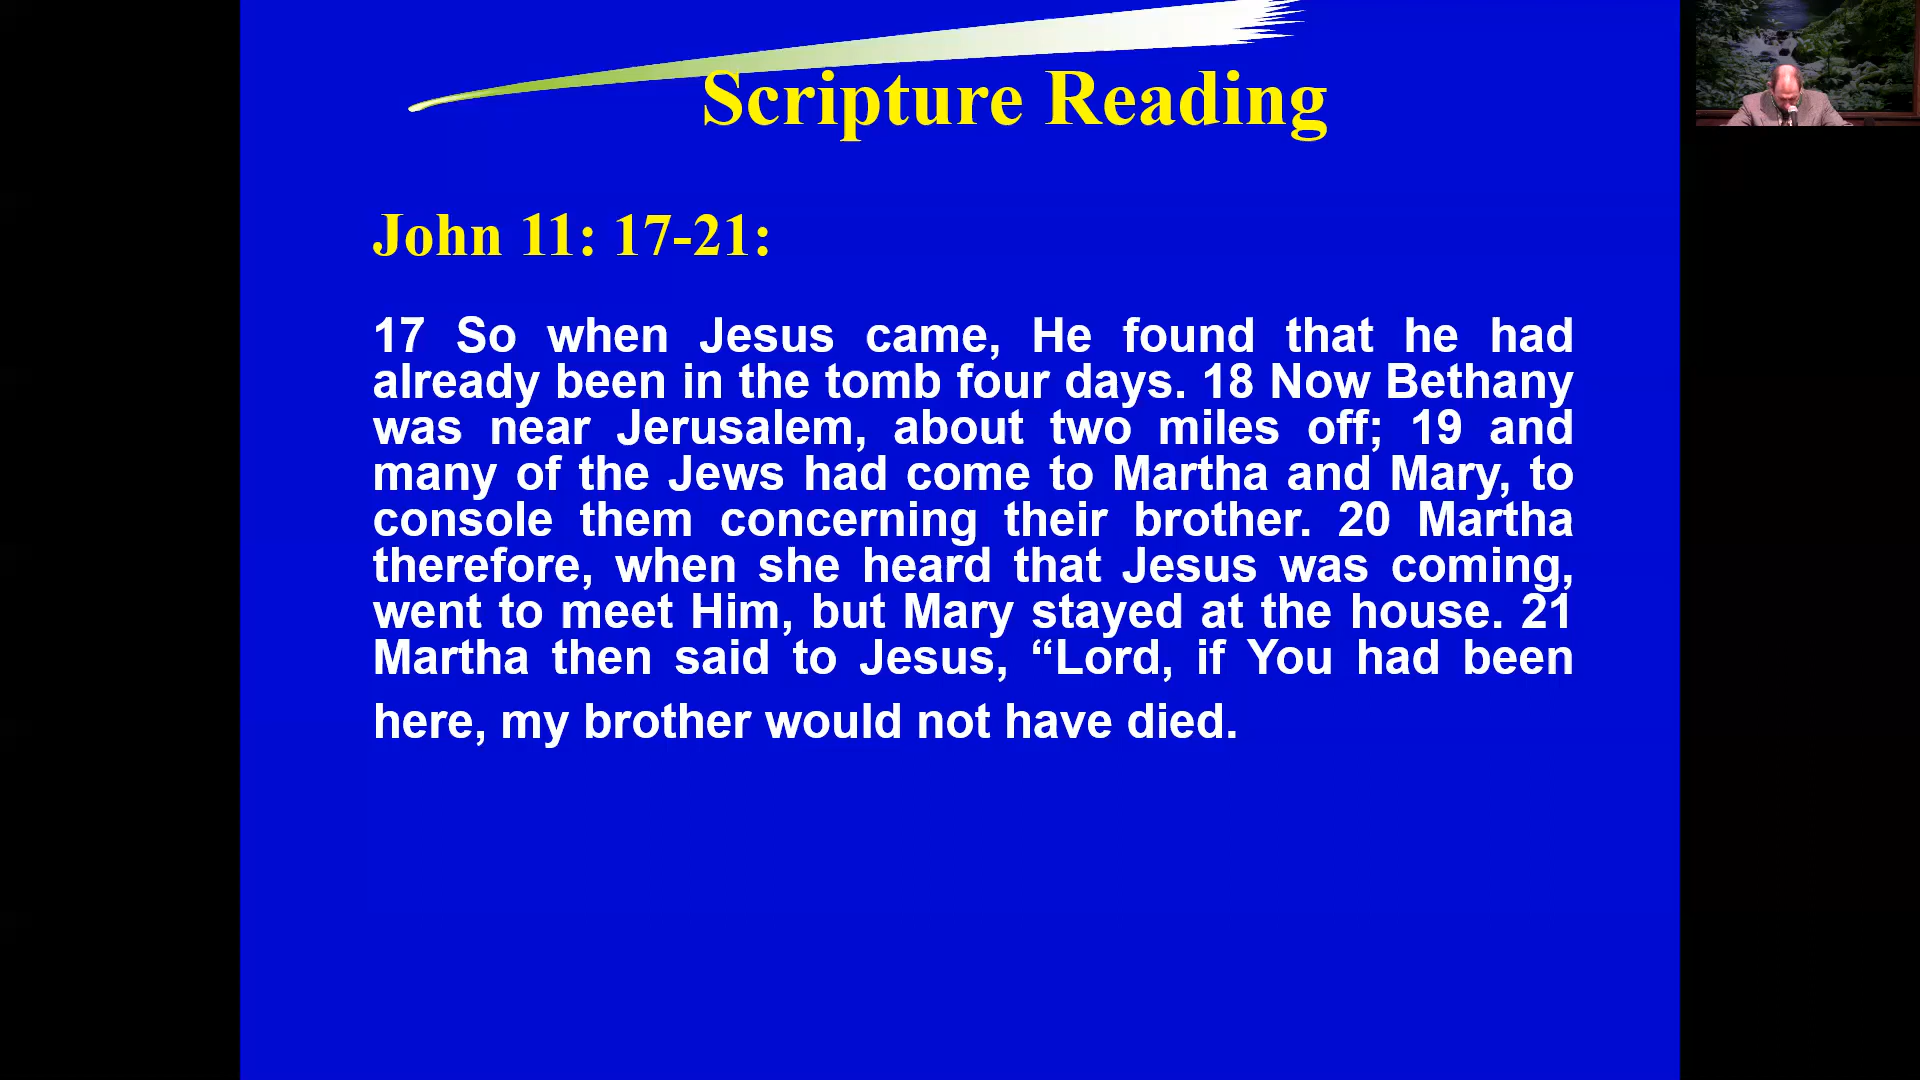 Scripture Reading
John 11: 17-21:
17 So when Jesus came, He found that he had
already been in the tomb four days. 18 Now Bethany
was near Jerusalem, about two miles off; 19 and
many of the Jews had come to Martha and Mary, to
console them concerning their brother. 20 Martha
therefore, when she heard that Jesus was coming,
went to meet Him, but Mary stayed at the house. 21
Martha then said to Jesus, “Lord, if You had been
here, my brother would not have died.